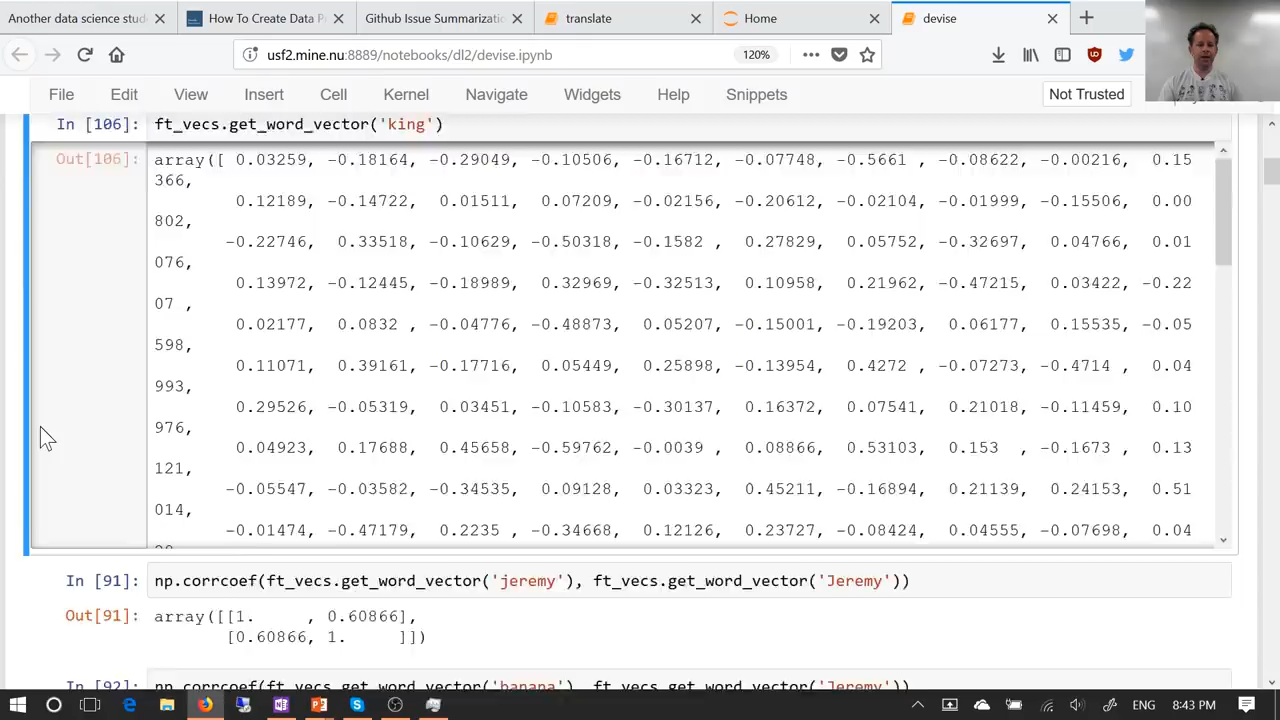 Another data science stud
How To Create Data P
Github Issue Summarizatio
translate
Home
devise
usf2.mine.nu:8889/notebooks/dl2/devise.ipynb
120%
File Edit View Insert Cell Kernel Navigate Widgets Help Snippets
Not Trusted
In [106] ft_vecs.get_word_vector('king')
Out[106]: array([ 0.03259, -0.18164, -0.29049, -0.10506, -0.16712, -0.07748, -0.5661 , -0.08622, -0.00216, 0.15
366,
0.12189, -0.14722, 0.01511, 0.07209, -0.02156, -0.20612, -0.02104, -0.01999, -0.15506, 0.00
802,
-0.22746, 0.33518, -0.10629, -0.50318, -0.1582 , 0.27829, 0.05752, -0.32697, 0.04766, 0.01
076,
0.13972, -0.12445, -0.18989, 0.32969, -0.32513, 0.10958, 0.21962, -0.47215, 0.03422, -0.22
07 ,
0.02177, 0.0832 , -0.04776, -0.48873, 0.05207, -0.15001, -0.19203, 0.06177, 0.15535, -0.05
598,
0.11071, 0.39161, -0.17716, 0.05449, 0.25898, -0.13954, 0.4272 , -0.07273, -0.4714 , 0.04
993,
0.29526, -0.05319, 0.03451, -0.10583, -0.30137, 0.16372, 0.07541, 0.21018, -0.11459, 0.10
976,
0.04923, 0.17688, 0.45658, -0.59762, -0.0039 , 0.08866, 0.53103, 0.153 , -0.1673 , 0.13
121,
-0.05547, -0.03582, -0.34535, 0.09128, 0.03323, 0.45211, -0.16894, 0.21139, 0.24153, 0.51
014,
-0.01474, -0.47179, 0.2235 , -0.34668, 0.12126, 0.23727, -0.08424, 0.04555, -0.07698, 0.04
In [91]: np.corrcoef(ft_vecs.get_word_vector('jeremy'), ft_vecs.get_word_vector('Jeremy'))
Out[91]: array([[1. , 0.60866],
[0.60866, 1. ]])
In [92]: np.corrcoef(ft_vecs.get_word_vector('banana'), ft_vecs.get_word_vector('Jeremy'))
ENG 8:43 PM